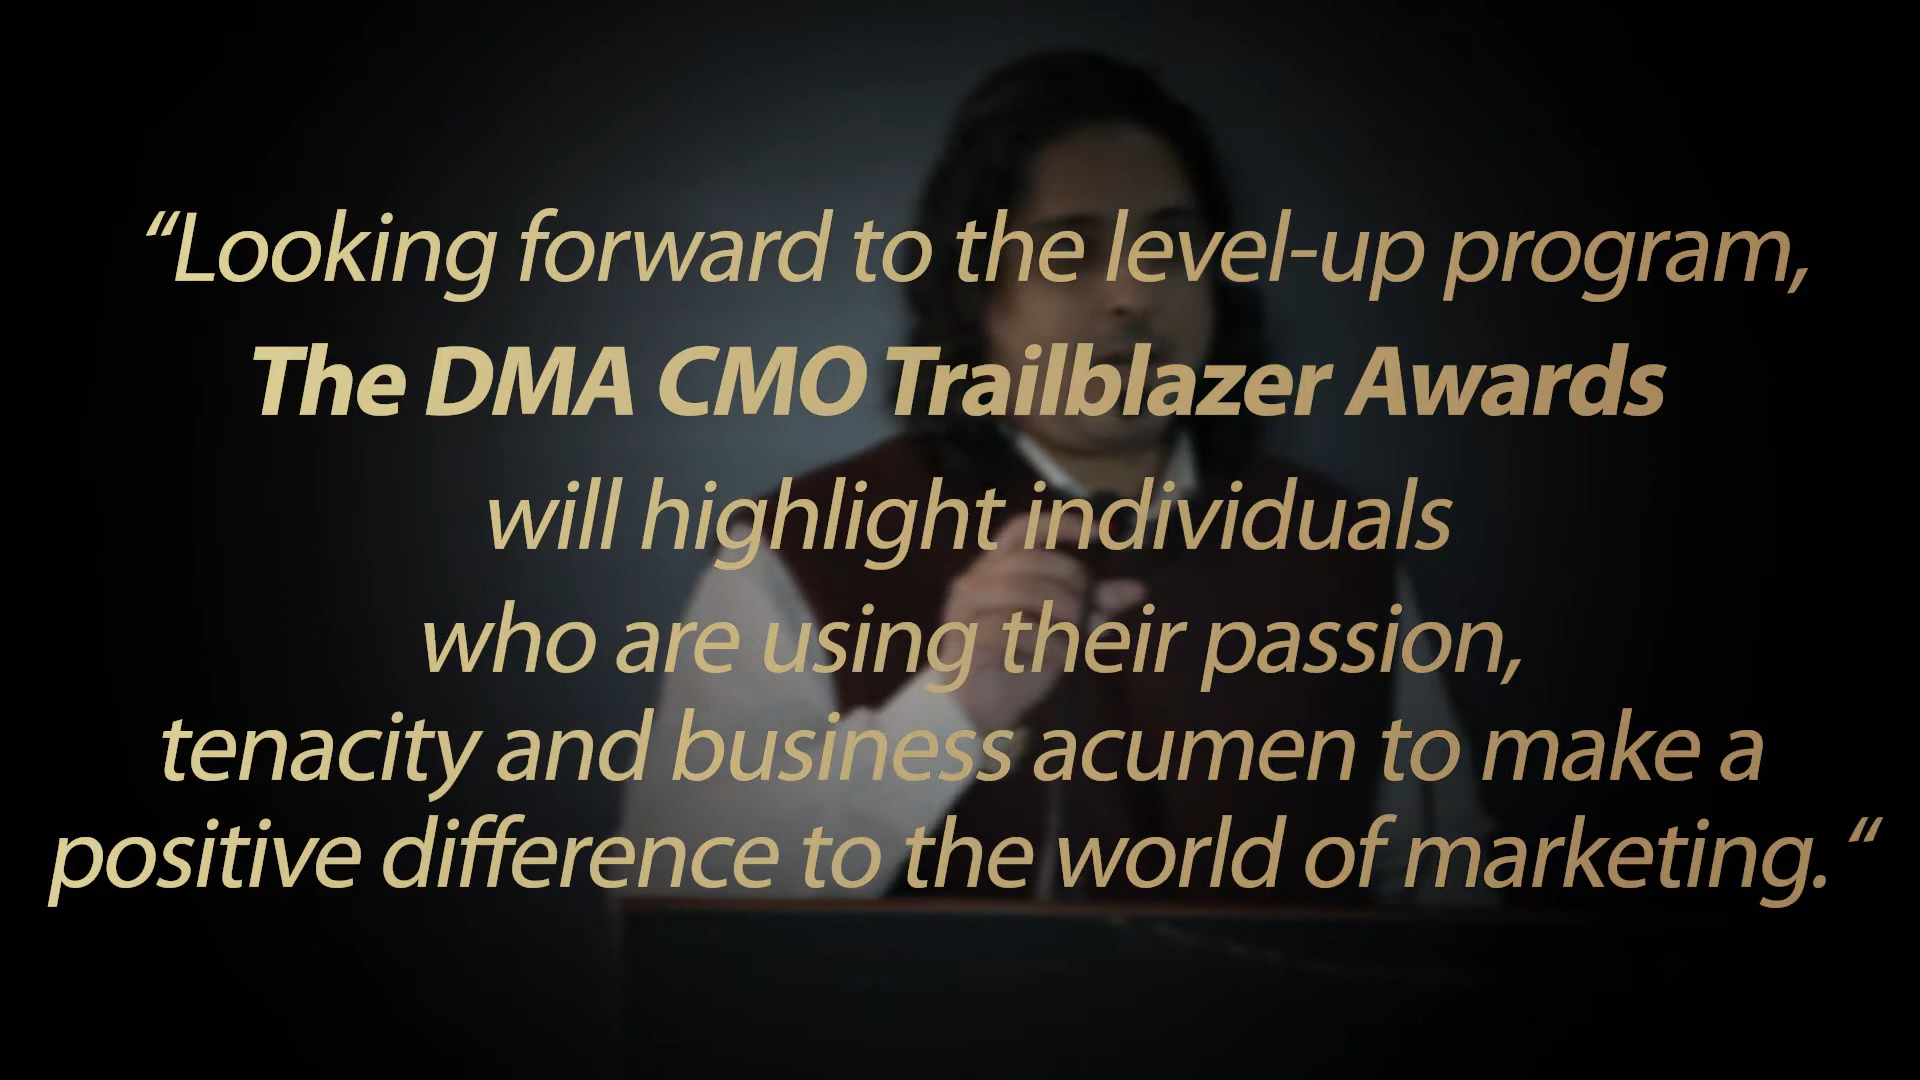 “Looking forward to the level-up program,
The DMA CMO Trailblazer Awards
will highlight individuals
who are using their passion,
tenacity and business acumen to make a
positive difference to the world of marketing. “